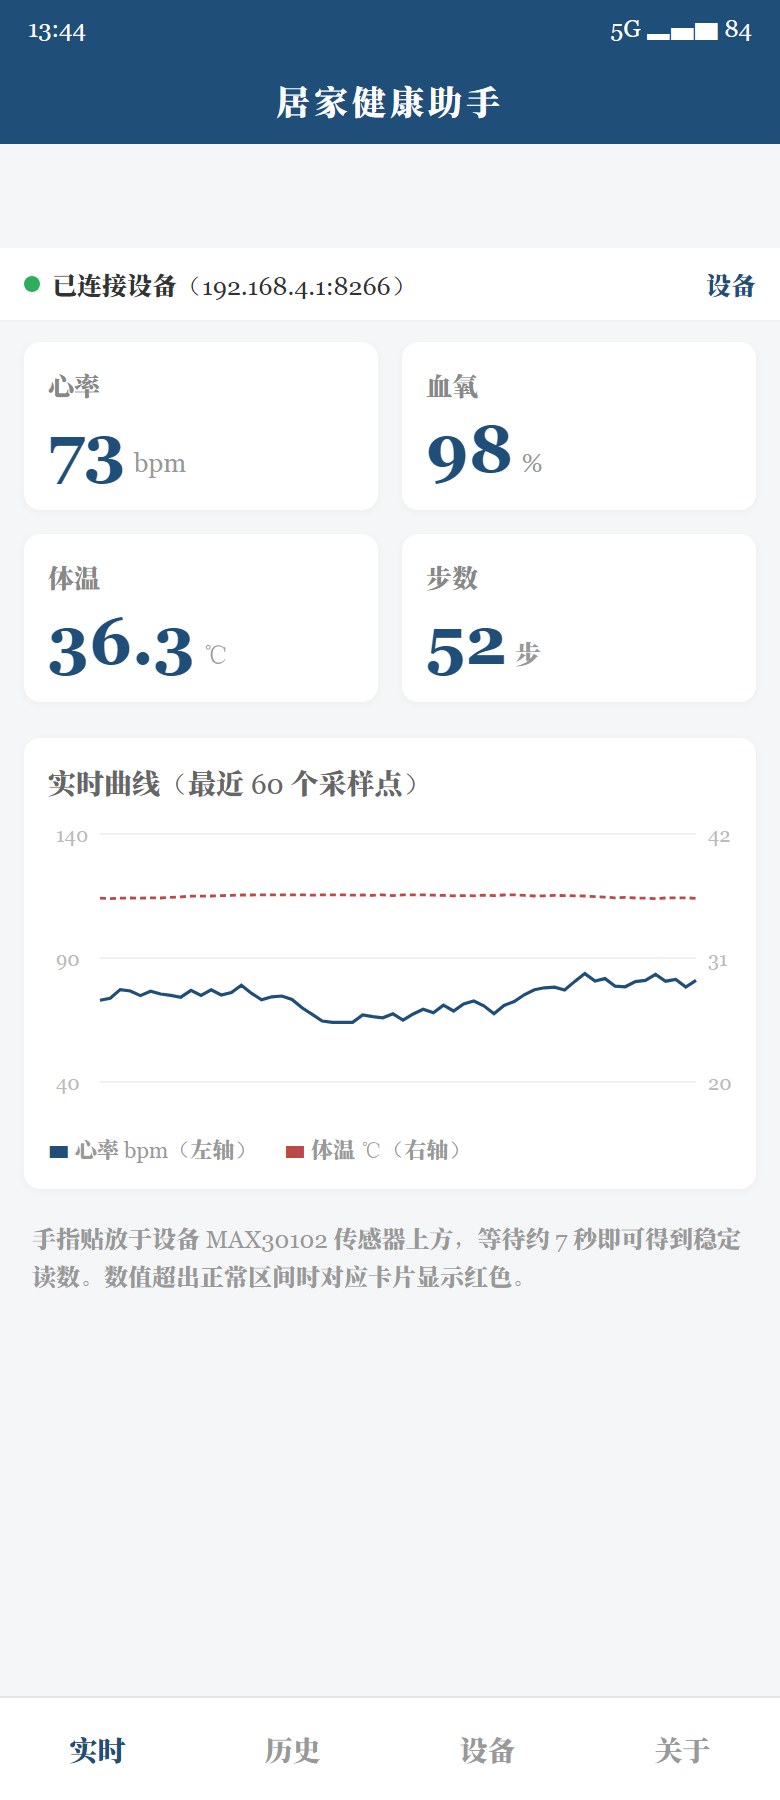 13:44
5G 84
居家健康助手
已连接设备（192.168.4.1:8266） 设备
心率
73 bpm
血氧
98 %
体温
36.3 ℃
步数
52 步
实时曲线（最近 60 个采样点）
140 42
90 31
40 20
心率 bpm（左轴） 体温 ℃（右轴）
手指贴放于设备 MAX30102 传感器上方，等待约 7 秒即可得到稳定
读数。数值超出正常区间时对应卡片显示红色。
实时 历史 设备 关于